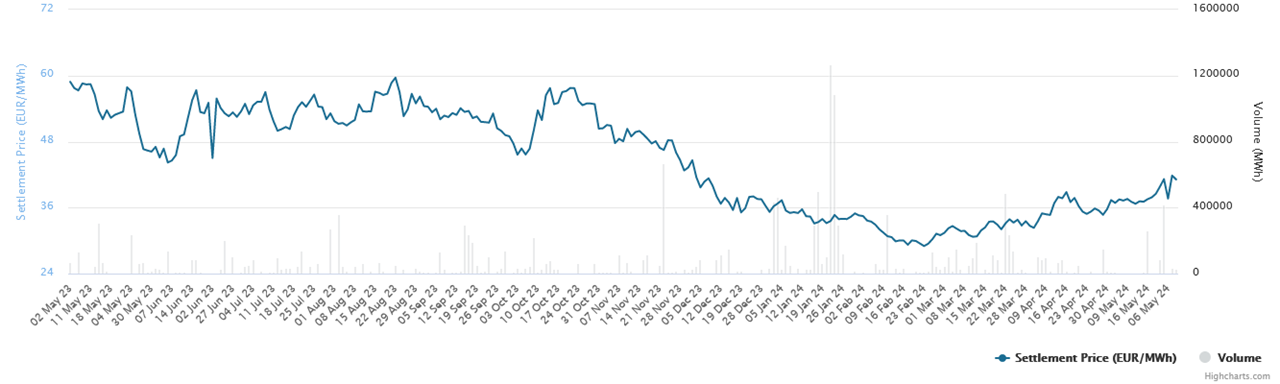 72
60
48
36
24
Settlement Price (EUR/MWh)
1600000
1200000
800000
400000
0
Volume (MWh)
02 May 23
11 May 23
18 May 23
04 May 23
30 May 23
07 Jun 23
14 Jun 23
02 Jun 23
27 Jun 23
04 Jul 23
11 Jul 23
18 Jul 23
25 Jul 23
01 Aug 23
08 Aug 23
15 Aug 23
22 Aug 23
29 Aug 23
05 Sep 23
12 Sep 23
19 Sep 23
26 Sep 23
03 Oct 23
10 Oct 23
17 Oct 23
24 Oct 23
31 Oct 23
07 Nov 23
14 Nov 23
21 Nov 23
28 Nov 23
05 Dec 23
12 Dec 23
19 Dec 23
28 Dec 23
05 Jan 24
12 Jan 24
19 Jan 24
26 Jan 24
02 Feb 24
09 Feb 24
16 Feb 24
23 Feb 24
01 Mar 24
08 Mar 24
15 Mar 24
22 Mar 24
09 Apr 24
16 Apr 24
23 Apr 24
30 Apr 24
09 May 24
16 May 24
06 May 24
Settlement Price (EUR/MWh)
Volume
Highcharts.com